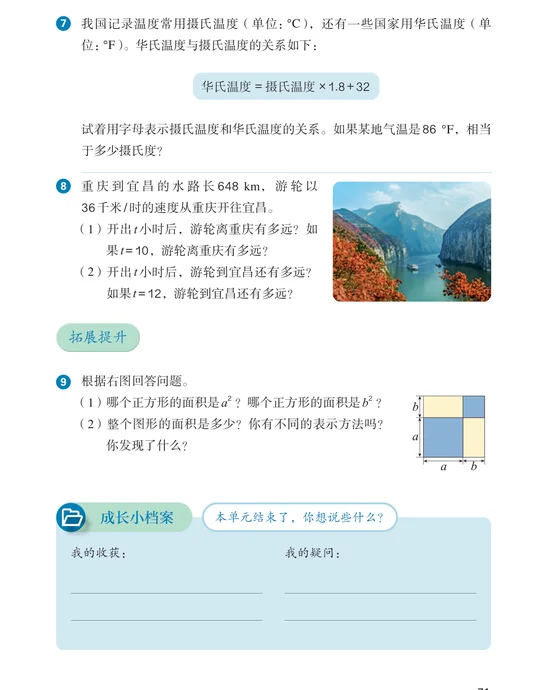 7 我国记录温度常用摄氏温度（单位：°C），还有一些国家用华氏温度（单
位：°F）。华氏温度与摄氏温度的关系如下：
华氏温度 = 摄氏温度 × 1.8 + 32
试着用字母表示摄氏温度和华氏温度的关系。如果某地气温是 86 °F，相当
于多少摄氏度？
8 重庆到宜昌的水路长 648 km，游轮以
36 千米/时的速度从重庆开往宜昌。
（1）开出 t 小时后，游轮离重庆有多远？如
果 t = 10，游轮离重庆有多远？
（2）开出 t 小时后，游轮到宜昌还有多远？
如果 t = 12，游轮到宜昌还有多远？
拓展提升
9 根据右图回答问题。
（1）哪个正方形的面积是 a²？哪个正方形的面积是 b²？
（2）整个图形的面积是多少？你有不同的表示方法吗？
你发现了什么？
b
a
a b
成长小档案
本单元结束了，你想说些什么？
我的收获： 我的疑问：